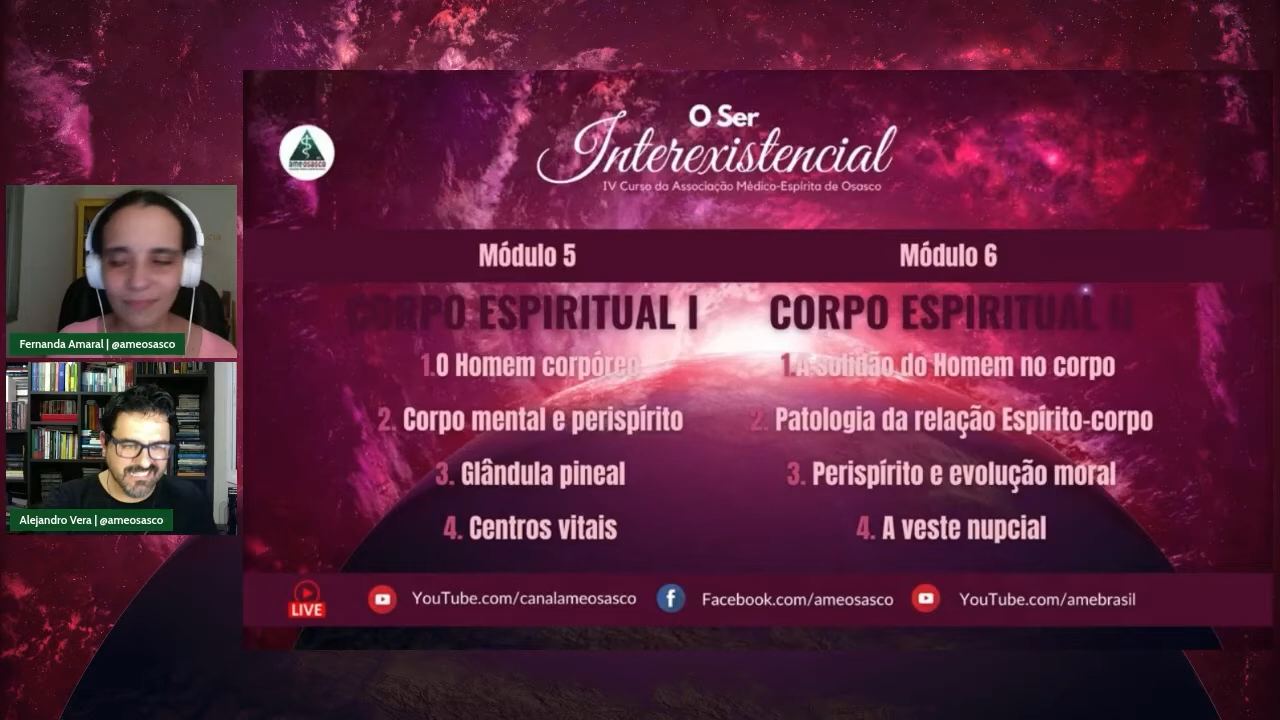 O Ser
Interexistencial
IV Curso da Associação Médico-Espírita de Osasco
ameosasco
Módulo 5
CORPO ESPIRITUAL I
1. O Homem corpóreo
2. Corpo mental e perispírito
3. Glândula pineal
4. Centros vitais
Módulo 6
CORPO ESPIRITUAL II
1. A solidão do Homem no corpo
2. Patologia da relação Espírito-corpo
3. Perispírito e evolução moral
4. A veste nupcial
Fernanda Amaral | @ameosasco
Alejandro Vera | @ameosasco
LIVE
YouTube.com/canalameosasco
Facebook.com/ameosasco
YouTube.com/amebrasil